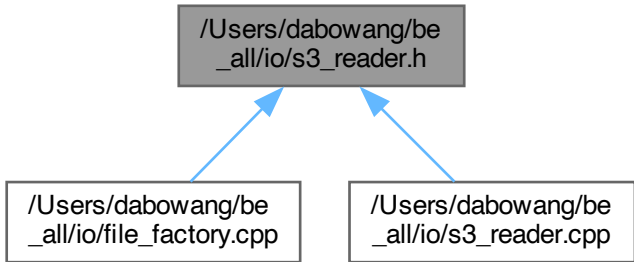 /Users/dabowang/be
_all/io/s3_reader.h
/Users/dabowang/be
_all/io/file_factory.cpp
/Users/dabowang/be
_all/io/s3_reader.cpp